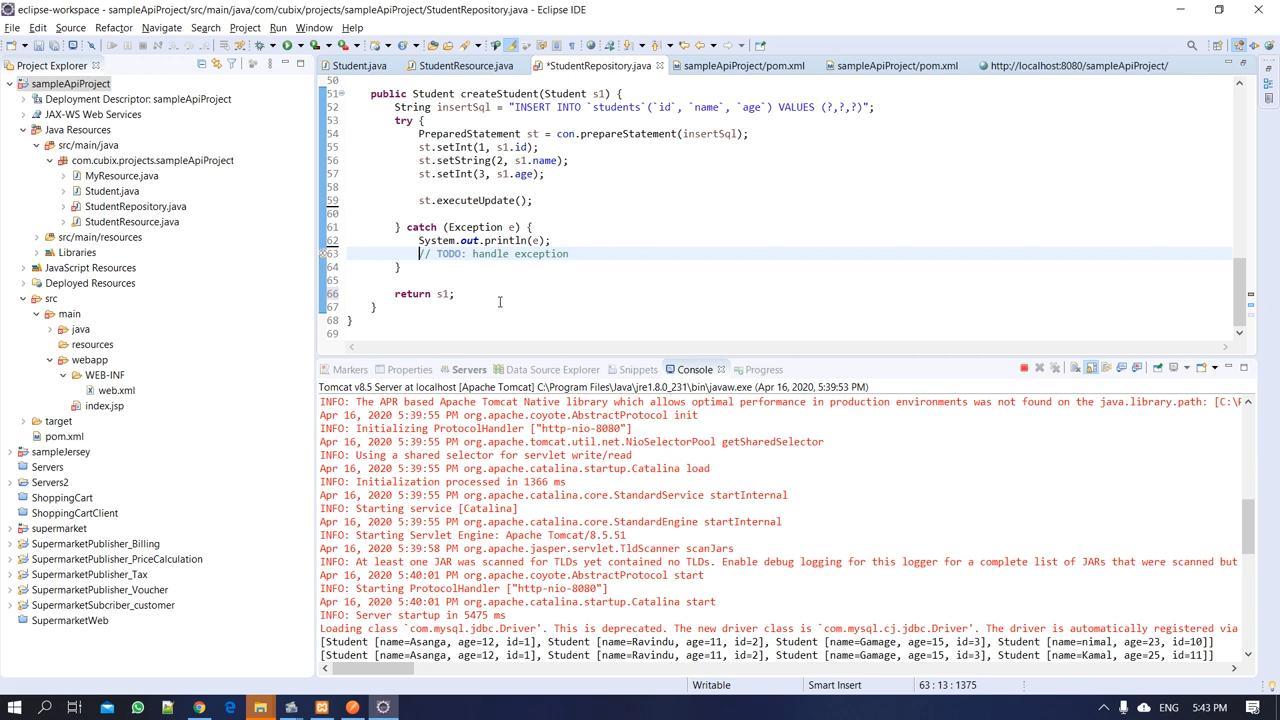 eclipse-workspace - sampleApiProject/src/main/java/com/cubix/projects/sampleApiProject/StudentRepository.java - Eclipse IDE
File Edit Source Refactor Navigate Search Project Run Window Help
Project Explorer
Student.java StudentResource.java *StudentRepository.java sampleApiProject/pom.xml sampleApiProject/pom.xml http://localhost:8080/sampleApiProject/
sampleApiProject
Deployment Descriptor: sampleApiProject
JAX-WS Web Services
Java Resources
src/main/java
com.cubix.projects.sampleApiProject
MyResource.java
Student.java
StudentRepository.java
StudentResource.java
src/main/resources
Libraries
JavaScript Resources
Deployed Resources
src
main
java
resources
webapp
WEB-INF
web.xml
index.jsp
target
pom.xml
sampleJersey
Servers
Servers2
ShoppingCart
ShoppingCartClient
supermarket
SupermarketPublisher_Billing
SupermarketPublisher_PriceCalculation
SupermarketPublisher_Tax
SupermarketPublisher_Voucher
SupermarketSubcriber_customer
SupermarketWeb
50
51 public Student createStudent(Student s1) {
52 String insertSql = "INSERT INTO `students`(`id`, `name`, `age`) VALUES (?,?,?)";
53 try {
54 PreparedStatement st = con.prepareStatement(insertSql);
55 st.setInt(1, s1.id);
56 st.setString(2, s1.name);
57 st.setInt(3, s1.age);
58
59 st.executeUpdate();
60
61 } catch (Exception e) {
62 System.out.println(e);
63 // TODO: handle exception
64 }
65
66 return s1;
67 }
68 }
69
Markers Properties Servers Data Source Explorer Snippets Console Progress
Tomcat v8.5 Server at localhost [Apache Tomcat] C:\Program Files\Java\jre1.8.0_231\bin\javaw.exe (Apr 16, 2020 5:39:53 PM)
INFO: The APR based Apache Tomcat Native library which allows optimal performance in production environments was not found on the java.library.path: [C:\P
Apr 16, 2020 5:39:55 PM org.apache.coyote.AbstractProtocol init
INFO: Initializing ProtocolHandler ["http-nio-8080"]
Apr 16, 2020 5:39:55 PM org.apache.tomcat.util.net.NioSelectorPool getSharedSelector
INFO: Using a shared selector for servlet write/read
Apr 16, 2020 5:39:55 PM org.apache.catalina.startup.Catalina load
INFO: Initialization processed in 1366 ms
Apr 16, 2020 5:39:55 PM org.apache.catalina.core.StandardService startInternal
INFO: Starting service [Catalina]
Apr 16, 2020 5:39:55 PM org.apache.catalina.core.StandardEngine startInternal
INFO: Starting Servlet Engine: Apache Tomcat/8.5.51
Apr 16, 2020 5:39:58 PM org.apache.jasper.servlet.TldScanner scanJars
INFO: At least one JAR was scanned for TLDs yet contained no TLDs. Enable debug logging for this logger for a complete list of JARs that were scanned but
Apr 16, 2020 5:40:01 PM org.apache.coyote.AbstractProtocol start
INFO: Starting ProtocolHandler ["http-nio-8080"]
Apr 16, 2020 5:40:01 PM org.apache.catalina.startup.Catalina start
INFO: Server startup in 5475 ms
Loading class `com.mysql.jdbc.Driver'. This is deprecated. The new driver class is `com.mysql.cj.jdbc.Driver'. The driver is automatically registered via
[Student [name=Asanga, age=12, id=1], Student [name=Ravindu, age=11, id=2], Student [name=Gamage, age=15, id=3], Student [name=nimal, age=23, id=10]]
[Student [name=Asanga, age=12, id=1], Student [name=Ravindu, age=11, id=2], Student [name=Gamage, age=15, id=3], Student [name=Kamal, age=25, id=11]]
Writable Smart Insert 63 : 13 : 1375
ENG 5:43 PM